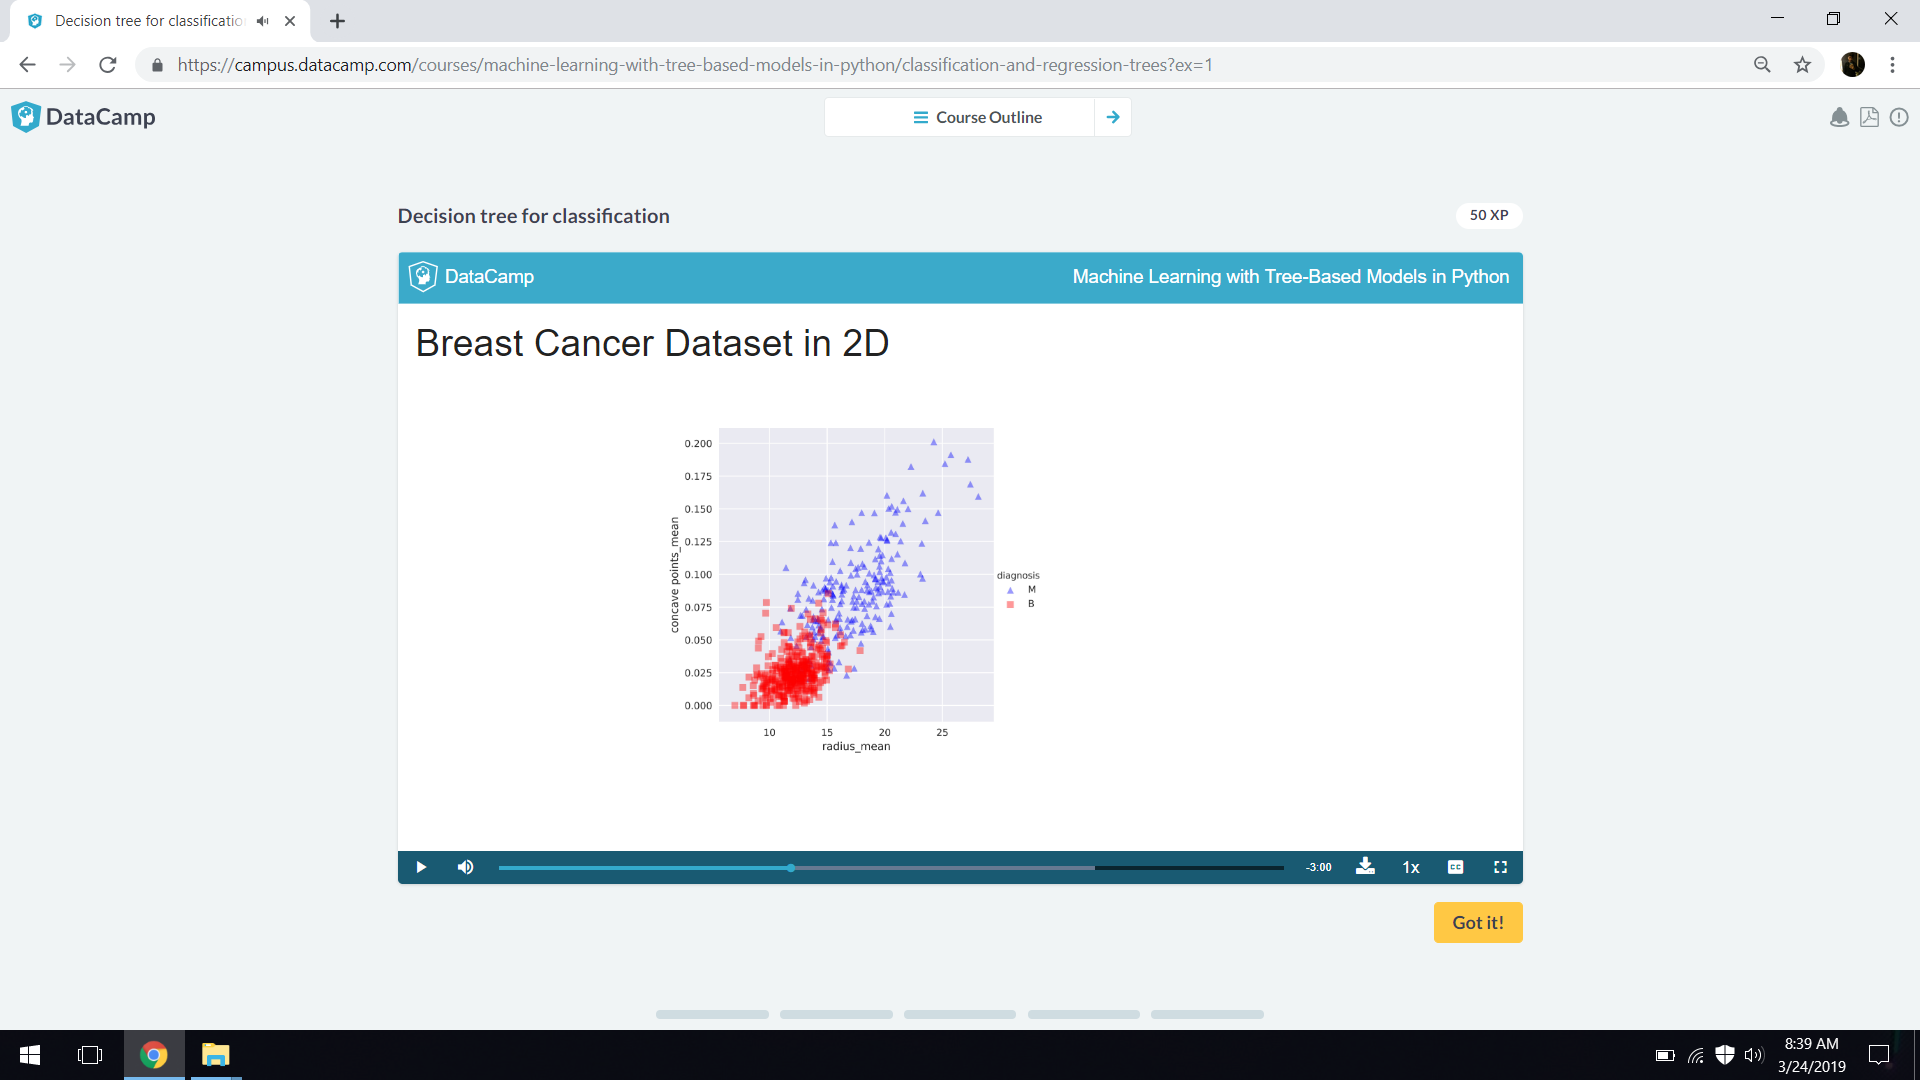 Decision tree for classificatio
https://campus.datacamp.com/courses/machine-learning-with-tree-based-models-in-python/classification-and-regression-trees?ex=1
DataCamp
Course Outline
Decision tree for classification
50 XP
DataCamp
Machine Learning with Tree-Based Models in Python
Breast Cancer Dataset in 2D
0.200
0.175
0.150
0.125
0.100
0.075
0.050
0.025
0.000
concave points_mean
10 15 20 25
radius_mean
diagnosis
M
B
-3:00
1x
CC
Got it!
8:39 AM
3/24/2019